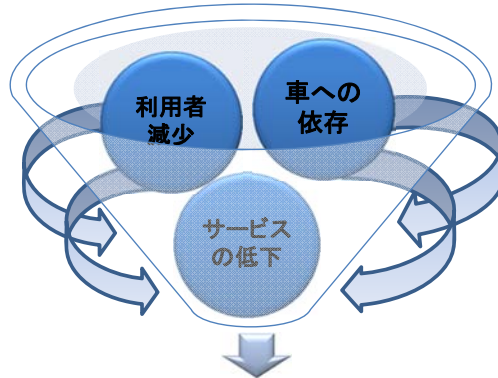 利用者
減少
車への
依存
サービス
の低下